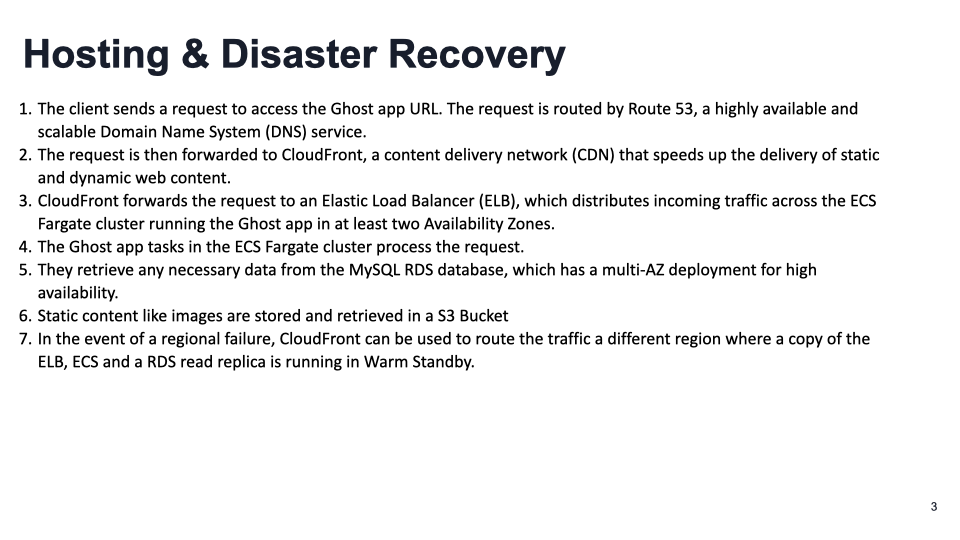 Hosting & Disaster Recovery
1. The client sends a request to access the Ghost app URL. The request is routed by Route 53, a highly available and
scalable Domain Name System (DNS) service.
2. The request is then forwarded to CloudFront, a content delivery network (CDN) that speeds up the delivery of static
and dynamic web content.
3. CloudFront forwards the request to an Elastic Load Balancer (ELB), which distributes incoming traffic across the ECS
Fargate cluster running the Ghost app in at least two Availability Zones.
4. The Ghost app tasks in the ECS Fargate cluster process the request.
5. They retrieve any necessary data from the MySQL RDS database, which has a multi-AZ deployment for high
availability.
6. Static content like images are stored and retrieved in a S3 Bucket
7. In the event of a regional failure, CloudFront can be used to route the traffic a different region where a copy of the
ELB, ECS and a RDS read replica is running in Warm Standby.
3